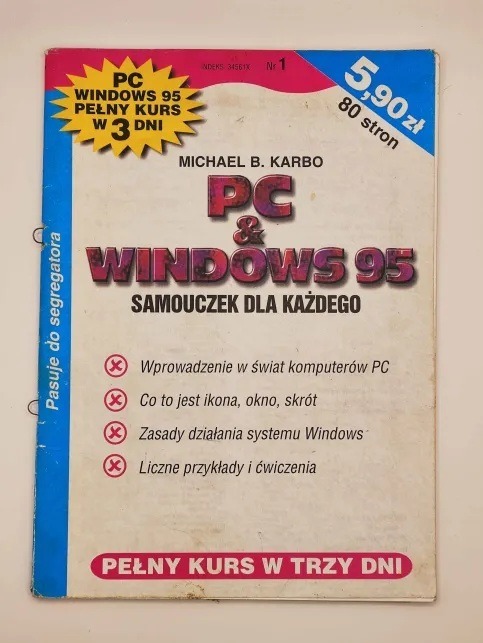 INDEKS 34561X Nr 1
PC
WINDOWS 95
PEŁNY KURS
W 3 DNI
5,90 zł
80 stron
MICHAEL B. KARBO
PC
&
WINDOWS 95
SAMOUCZEK DLA KAŻDEGO
Pasuje do segregatora
Wprowadzenie w świat komputerów PC
Co to jest ikona, okno, skrót
Zasady działania systemu Windows
Liczne przykłady i ćwiczenia
PEŁNY KURS W TRZY DNI